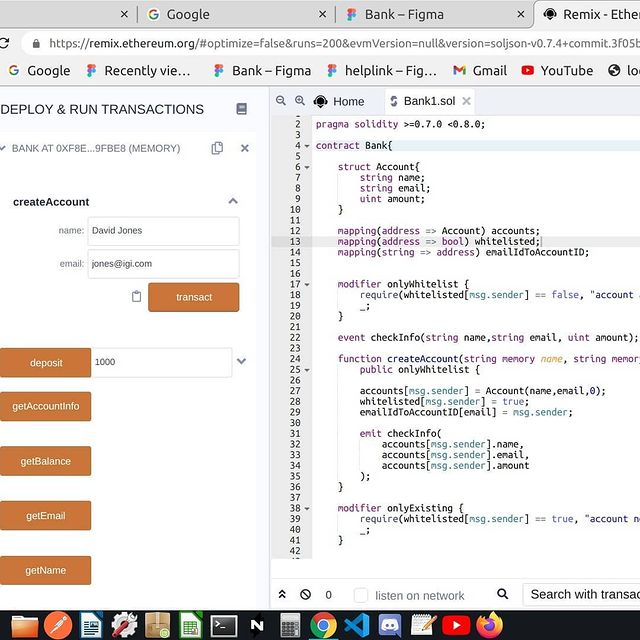 Google
Bank – Figma
Remix - Ethe
https://remix.ethereum.org/#optimize=false&runs=200&evmVersion=null&version=soljson-v0.7.4+commit.3f05b
Google
Recently vie...
Bank – Figma
helplink – Fig...
Gmail
YouTube
DEPLOY & RUN TRANSACTIONS
Home
Bank1.sol
BANK AT 0XF8E...9FBE8 (MEMORY)
createAccount
name: David Jones
email: jones@igi.com
transact
deposit 1000
getAccountInfo
getBalance
getEmail
getName
2 pragma solidity >=0.7.0 <0.8.0;
3
4 contract Bank{
5
6 struct Account{
7 string name;
8 string email;
9 uint amount;
10 }
11
12 mapping(address => Account) accounts;
13 mapping(address => bool) whitelisted;
14 mapping(string => address) emailIdToAccountID;
15
16
17 modifier onlyWhitelist {
18 require(whitelisted[msg.sender] == false, "account
19 _;
20 }
21
22 event checkInfo(string name,string email, uint amount);
23
24 function createAccount(string memory name, string memor
25 public onlyWhitelist {
26
27 accounts[msg.sender] = Account(name,email,0);
28 whitelisted[msg.sender] = true;
29 emailIdToAccountID[email] = msg.sender;
30
31 emit checkInfo(
32 accounts[msg.sender].name,
33 accounts[msg.sender].email,
34 accounts[msg.sender].amount
35 );
36 }
37
38 modifier onlyExisting {
39 require(whitelisted[msg.sender] == true, "account n
40 _;
41 }
42
0
listen on network
Search with transac